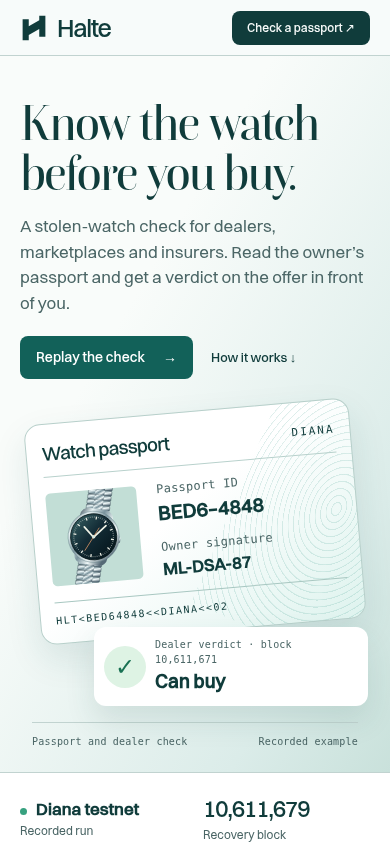 Halte
Check a passport ↗
Know the watch
before you buy.
A stolen-watch check for dealers,
marketplaces and insurers. Read the owner’s
passport and get a verdict on the offer in front
of you.
Replay the check →
How it works ↓
Watch passport
DIANA
Passport ID
BED6–4848
Owner signature
ML-DSA-87
HLT<BED64848<<DIANA<<02
Dealer verdict · block
10,611,671
✓
Can buy
Passport and dealer check
Recorded example
Diana testnet
Recorded run
10,611,679
Recovery block